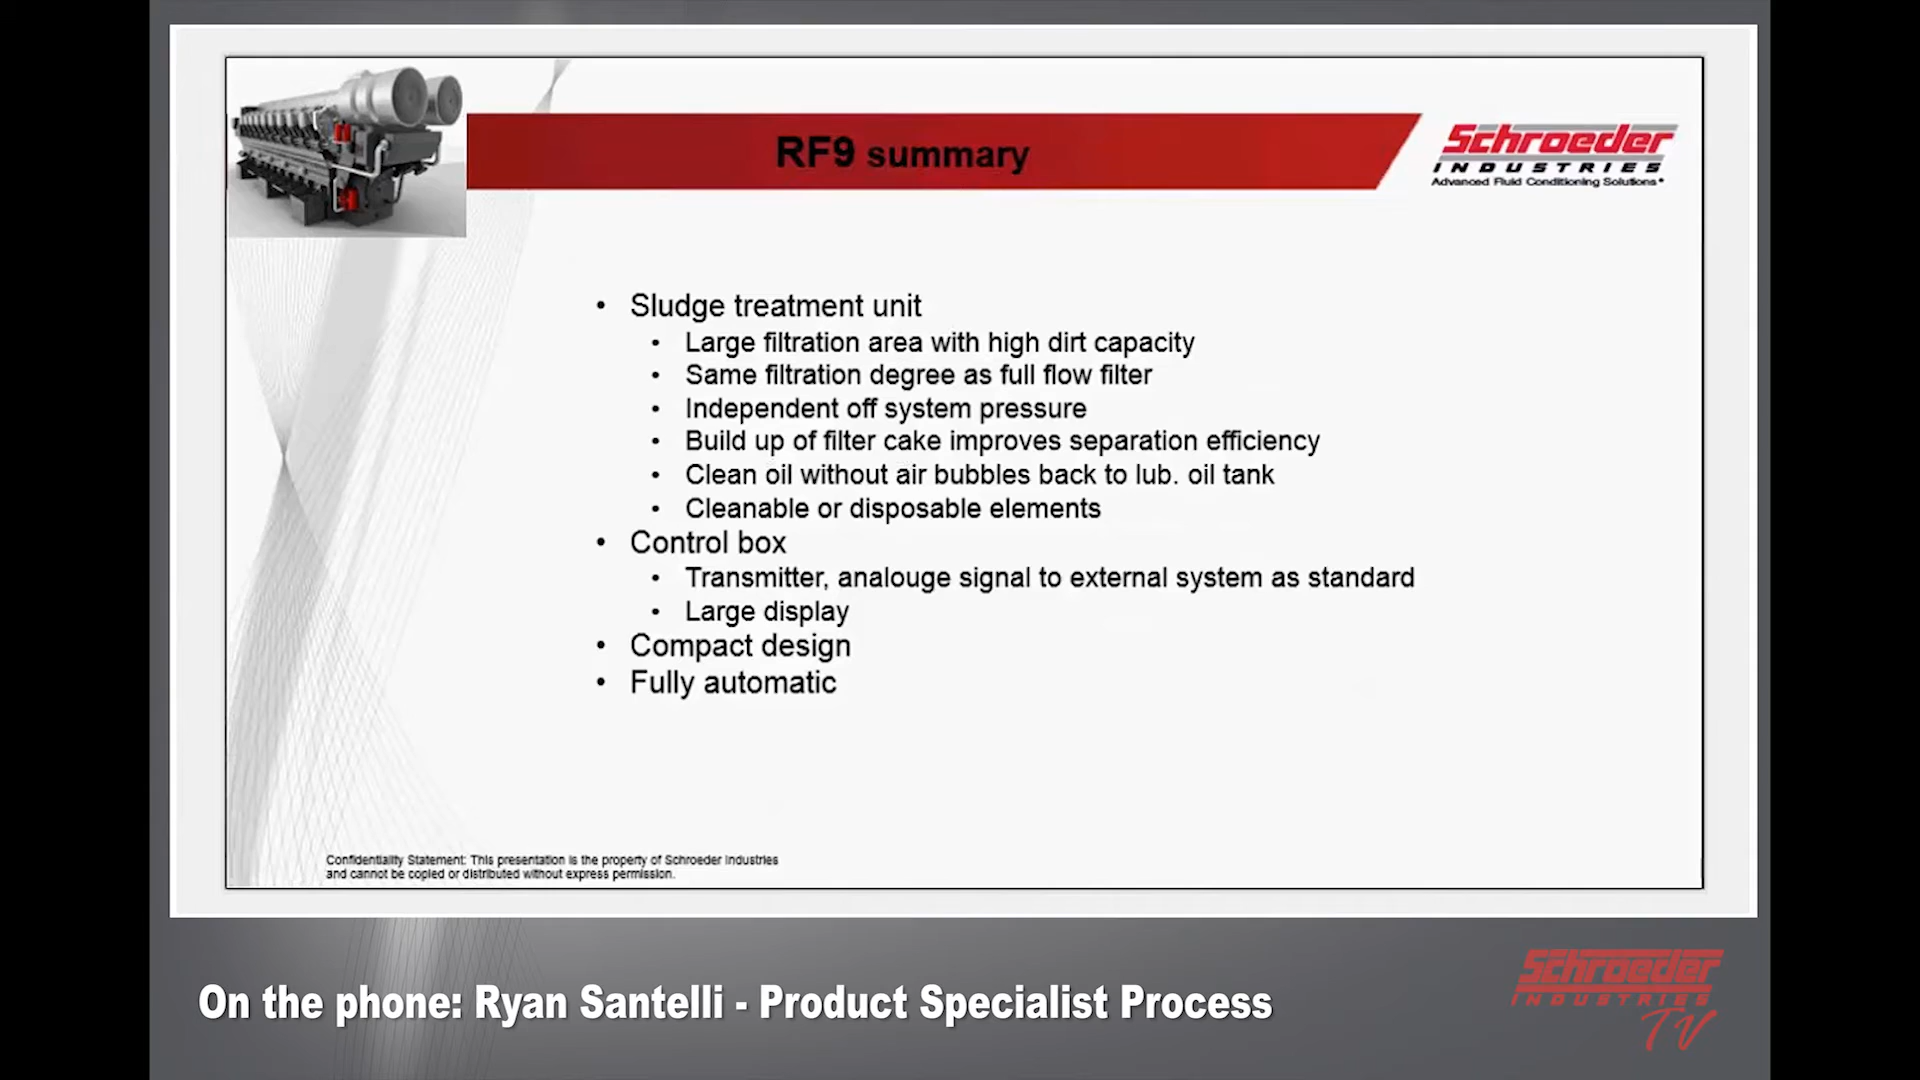 RF9 summary
Schroeder
INDUSTRIES
Advanced Fluid Conditioning Solutions®
• Sludge treatment unit
• Large filtration area with high dirt capacity
• Same filtration degree as full flow filter
• Independent off system pressure
• Build up of filter cake improves separation efficiency
• Clean oil without air bubbles back to lub. oil tank
• Cleanable or disposable elements
• Control box
• Transmitter, analouge signal to external system as standard
• Large display
• Compact design
• Fully automatic
Confidentiality Statement: This presentation is the property of Schroeder Industries
and cannot be copied or distributed without express permission.
On the phone: Ryan Santelli - Product Specialist Process
Schroeder
INDUSTRIES
TV